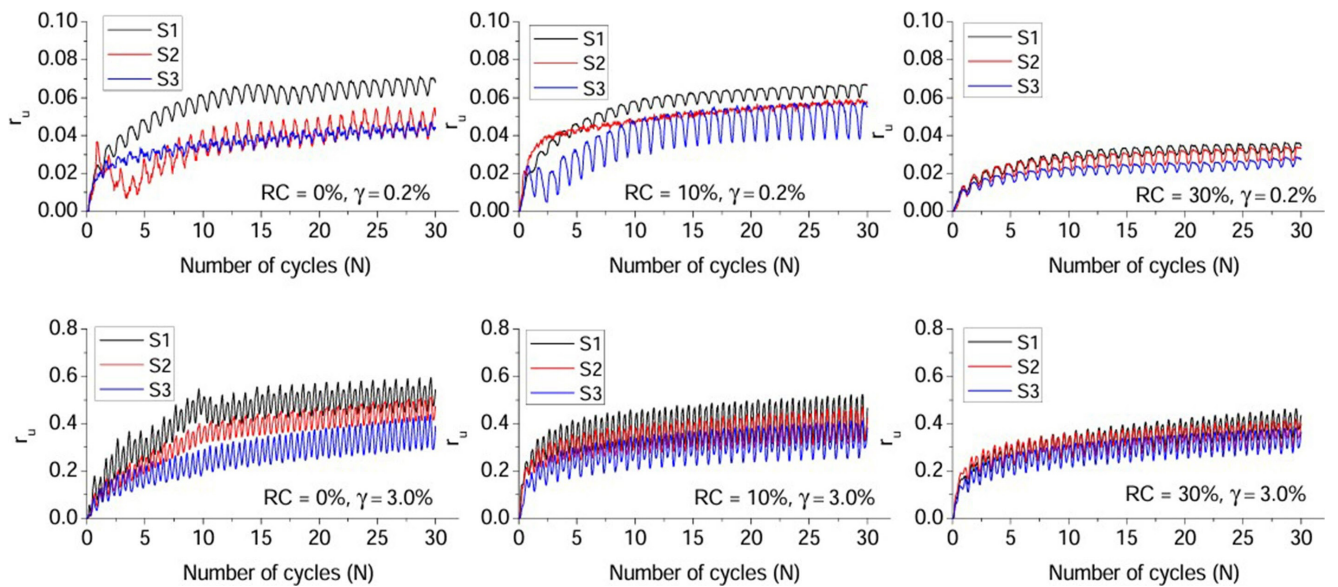 0.10
0.08
0.06
0.04
0.02
0.00
r_u
S1
S2
S3
RC = 0%, γ = 0.2%
0 5 10 15 20 25 30
Number of cycles (N)
0.10
0.08
0.06
0.04
0.02
0.00
r_u
S1
S2
S3
RC = 10%, γ = 0.2%
0 5 10 15 20 25 30
Number of cycles (N)
0.10
0.08
0.06
0.04
0.02
0.00
r_u
S1
S2
S3
RC = 30%, γ = 0.2%
0 5 10 15 20 25 30
Number of cycles (N)
0.8
0.6
0.4
0.2
0.0
r_u
S1
S2
S3
RC = 0%, γ = 3.0%
0 5 10 15 20 25 30
Number of cycles (N)
0.8
0.6
0.4
0.2
0.0
r_u
S1
S2
S3
RC = 10%, γ = 3.0%
0 5 10 15 20 25 30
Number of cycles (N)
0.8
0.6
0.4
0.2
0.0
r_u
S1
S2
S3
RC = 30%, γ = 3.0%
0 5 10 15 20 25 30
Number of cycles (N)